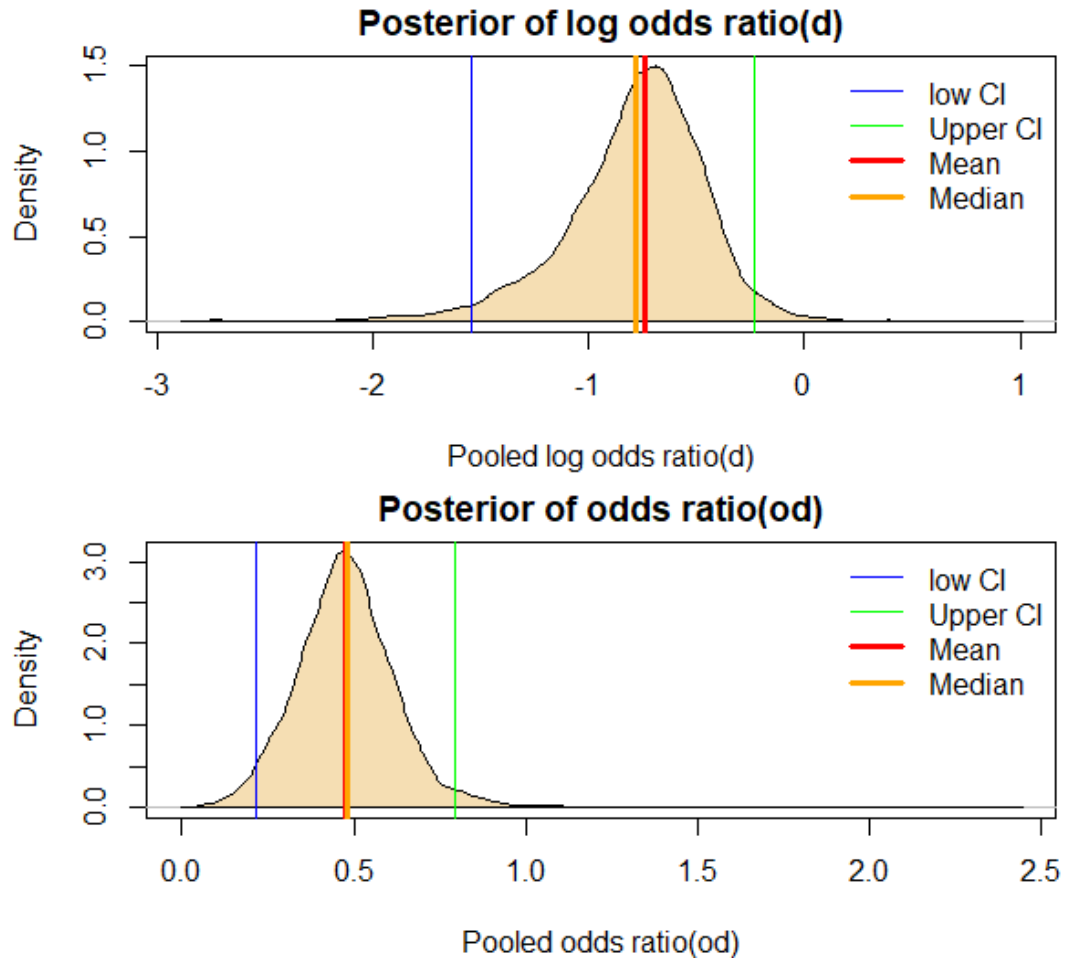 Posterior of log odds ratio(d)
Density
0.0 0.5 1.0 1.5
low CI
Upper CI
Mean
Median
-3 -2 -1 0 1
Pooled log odds ratio(d)
Posterior of odds ratio(od)
Density
0.0 1.0 2.0 3.0
low CI
Upper CI
Mean
Median
0.0 0.5 1.0 1.5 2.0 2.5
Pooled odds ratio(od)